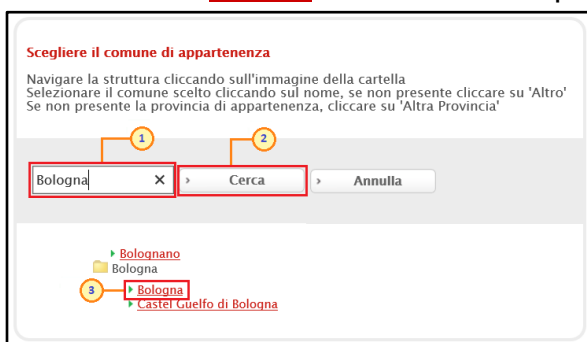 Scegliere il comune di appartenenza
Navigare la struttura cliccando sull'immagine della cartella
Selezionare il comune scelto cliccando sul nome, se non presente cliccare su 'Altro'
Se non presente la provincia di appartenenza, cliccare su 'Altra Provincia'
1 2
Bologna × › Cerca › Annulla
Bolognano
Bologna
3 Bologna
Castel Guelfo di Bologna